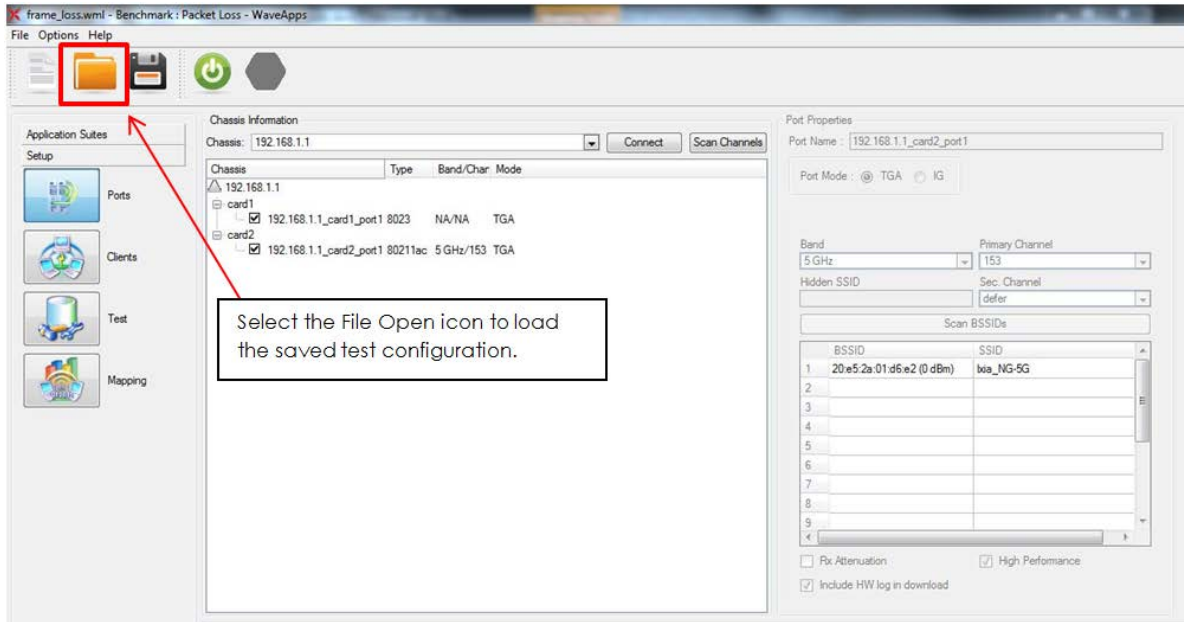 frame_loss.wml - Benchmark : Packet Loss - WaveApps
File Options Help
Application Suites
Setup
Ports
Clients
Test
Mapping
Chassis Information
Chassis: 192.168.1.1 Connect Scan Channels
Chassis Type Band/Char Mode
192.168.1.1
card1
192.168.1.1_card1_port1 8023 NA/NA TGA
card2
192.168.1.1_card2_port1 80211ac 5 GHz/153 TGA
Select the File Open icon to load
the saved test configuration.
Port Properties
Port Name : 192.168.1.1_card2_port1
Port Mode : TGA IG
Band Primary Channel
5 GHz 153
Hidden SSID Sec. Channel
defer
Scan BSSIDs
BSSID SSID
1 20:e5:2a:01:d6:e2 (0 dBm) Ixia_NG-5G
2
3
4
5
6
7
8
9
Rx Attenuation High Performance
Include HW log in download